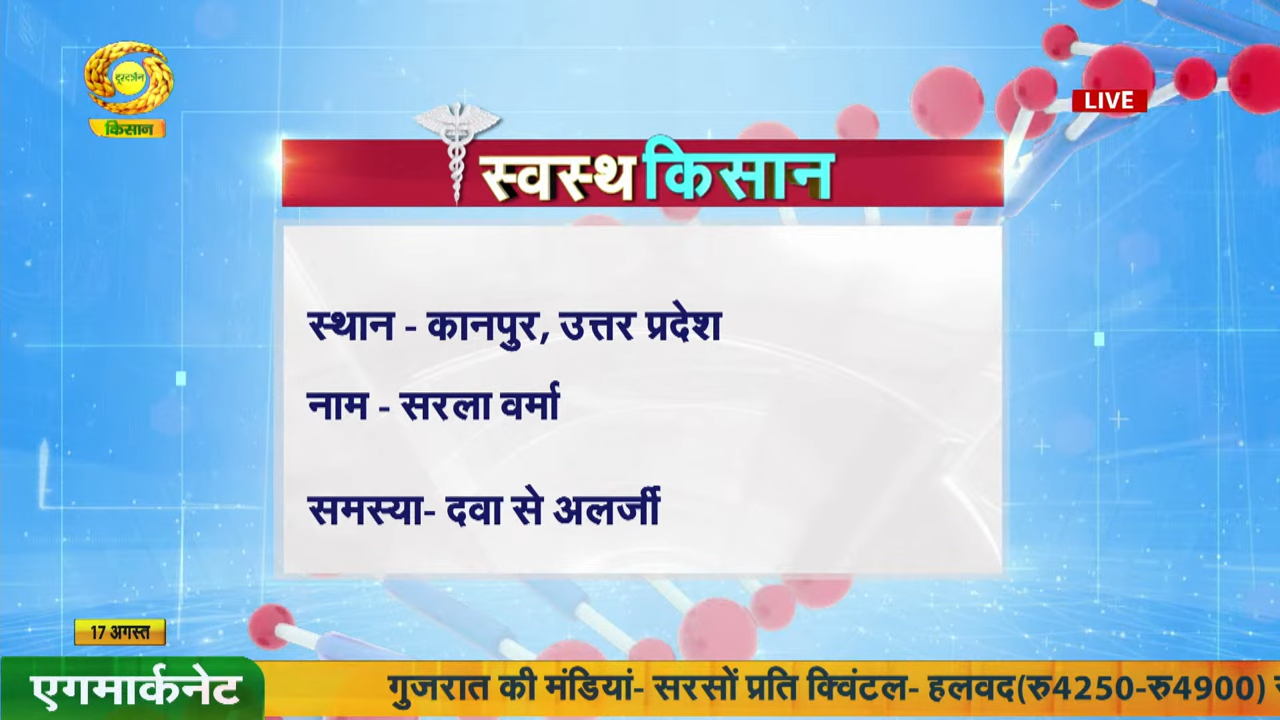 दूरदर्शन
किसान
LIVE
स्वस्थ किसान
स्थान - कानपुर, उत्तर प्रदेश
नाम - सरला वर्मा
समस्या- दवा से अलर्जी
17 अगस्त
एगमार्कनेट
गुजरात की मंडियां- सरसों प्रति क्विंटल- हलवद(रु4250-रु4900)